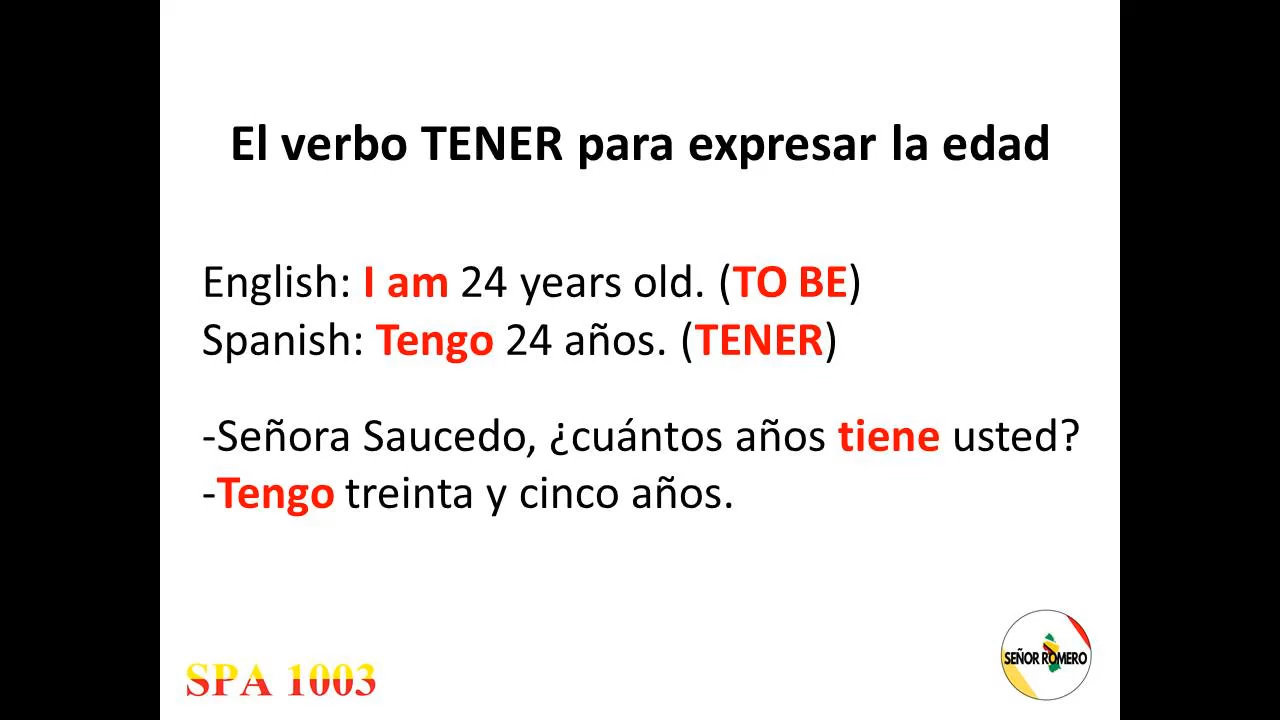 El verbo TENER para expresar la edad
English: I am 24 years old. (TO BE)
Spanish: Tengo 24 años. (TENER)
-Señora Saucedo, ¿cuántos años tiene usted?
-Tengo treinta y cinco años.
SPA 1003
SEÑOR ROMERO